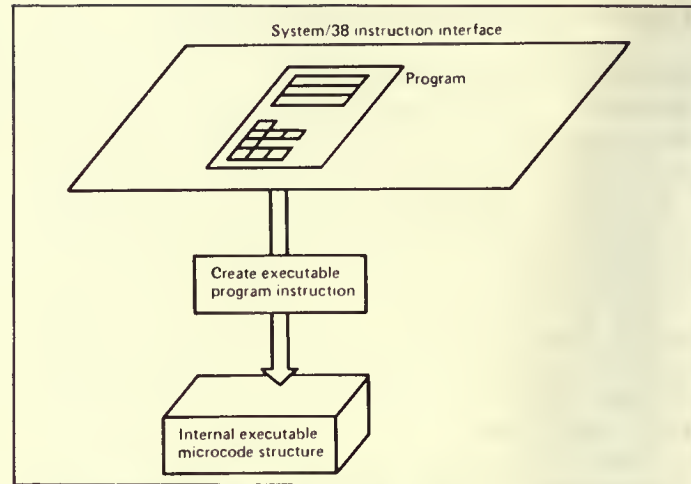 System/38 instruction interface
Program
Create executable
program instruction
Internal executable
microcode structure